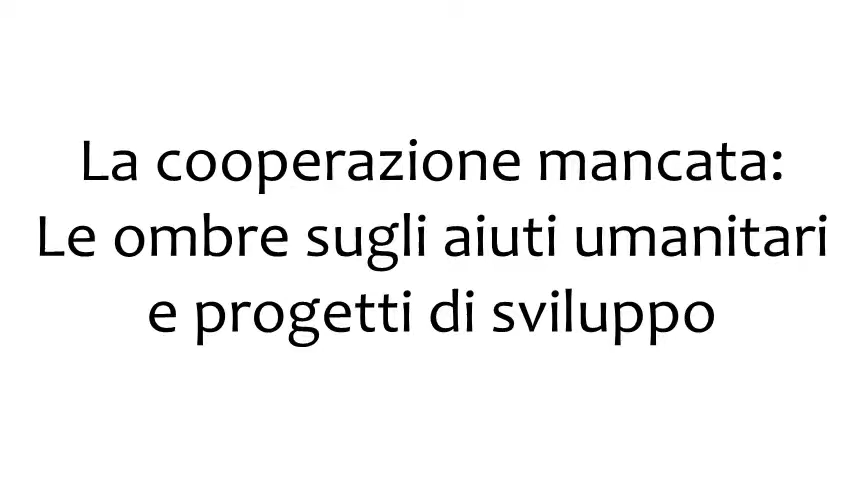 La cooperazione mancata:
Le ombre sugli aiuti umanitari
e progetti di sviluppo